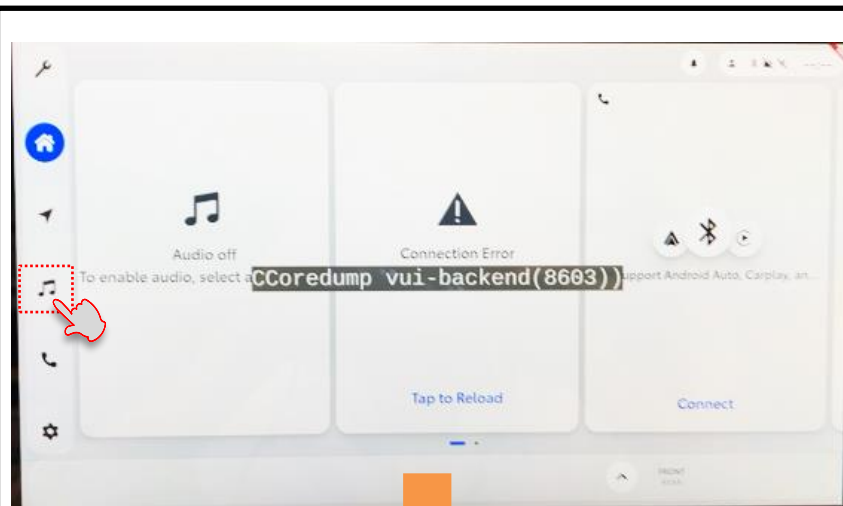 Audio off
To enable audio, select a
Connection Error
CCoredump vui-backend(8603))
upport Android Auto, Carplay, an...
Tap to Reload
Connect
FRONT